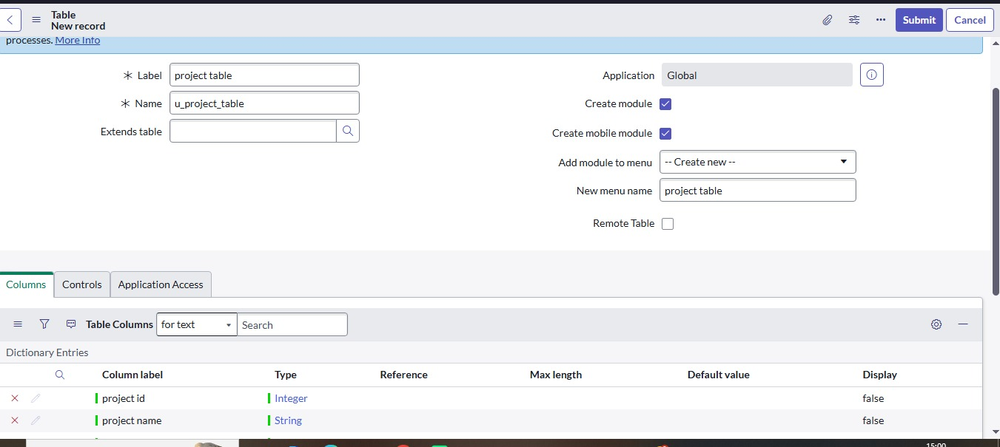 Table
New record
Submit
Cancel
processes. More Info
Label
project table
Application
Global
Name
u_project_table
Create module
Extends table
Create mobile module
Add module to menu
-- Create new --
New menu name
project table
Remote Table
Columns
Controls
Application Access
Table Columns
for text
Search
Dictionary Entries
Column label Type Reference Max length Default value Display
project id Integer false
project name String false
15:00